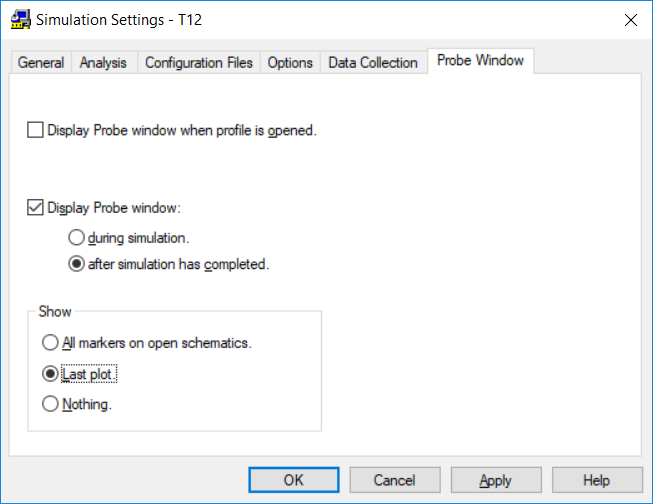 Simulation Settings - T12
General Analysis Configuration Files Options Data Collection Probe Window
Display Probe window when profile is opened.
Display Probe window:
during simulation.
after simulation has completed.
Show
All markers on open schematics.
Last plot.
Nothing.
OK Cancel Apply Help